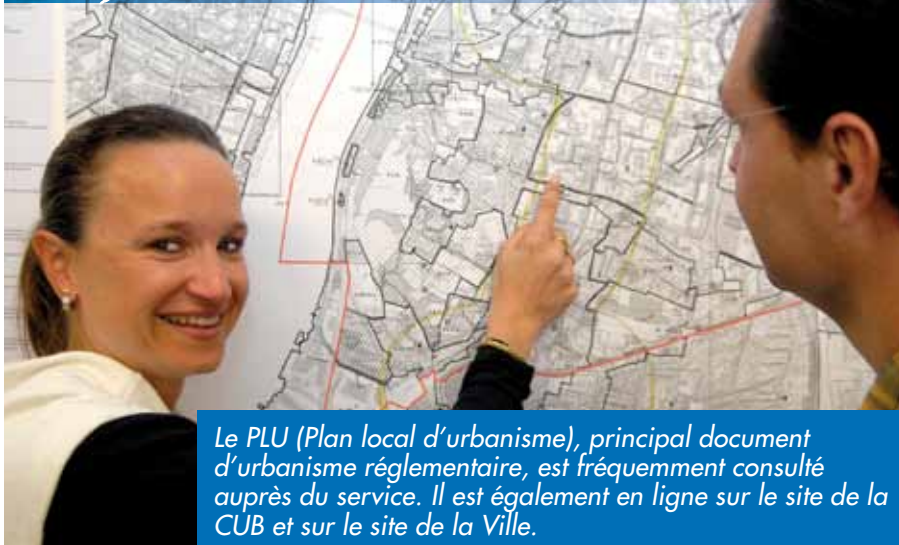 Le PLU (Plan local d'urbanisme), principal document
d'urbanisme réglementaire, est fréquemment consulté
auprès du service. Il est également en ligne sur le site de la
CUB et sur le site de la Ville.